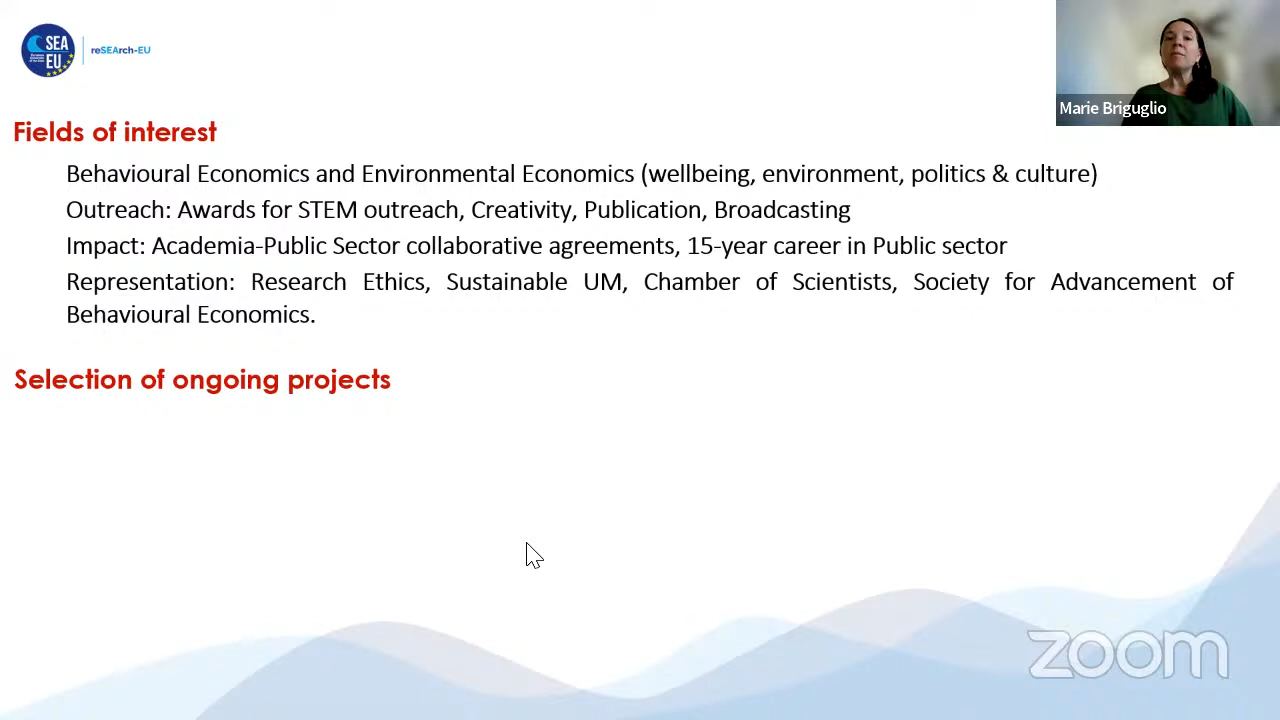 SEA
EU
reSEArch-EU
Marie Briguglio
Fields of interest
Behavioural Economics and Environmental Economics (wellbeing, environment, politics & culture)
Outreach: Awards for STEM outreach, Creativity, Publication, Broadcasting
Impact: Academia-Public Sector collaborative agreements, 15-year career in Public sector
Representation: Research Ethics, Sustainable UM, Chamber of Scientists, Society for Advancement of
Behavioural Economics.
Selection of ongoing projects
zoom